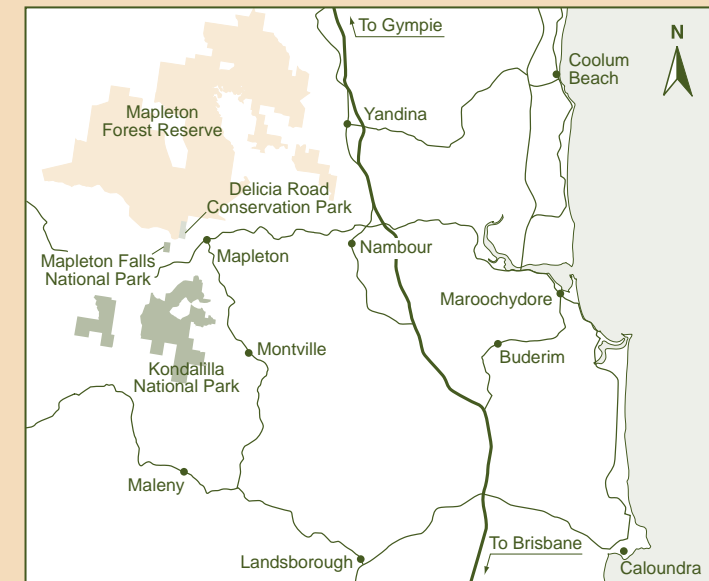 To Gympie
N
Coolum
Beach
Mapleton
Forest Reserve
Yandina
Delicia Road
Conservation Park
Mapleton Falls
National Park
Mapleton
Nambour
Maroochydore
Montville
Buderim
Kondalilla
National Park
Maleny
To Brisbane
Landsborough
Caloundra